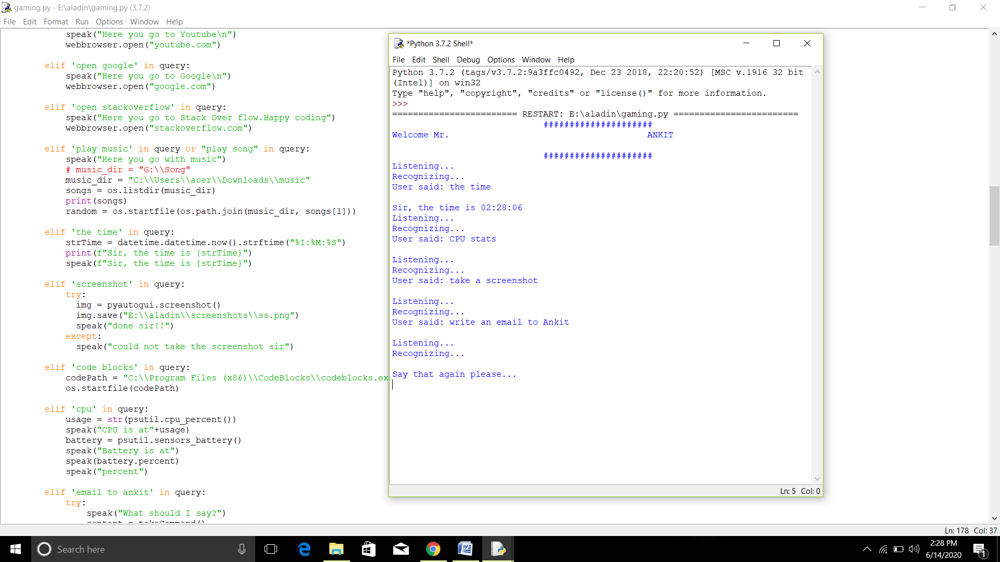 gaming.py - E:\aladin\gaming.py (3.7.2)
File Edit Format Run Options Window Help
speak("Here you go to Youtube\n")
webbrowser.open("youtube.com")
elif 'open google' in query:
speak("Here you go to Google\n")
webbrowser.open("google.com")
elif 'open stackoverflow' in query:
speak("Here you go to Stack Over flow.Happy coding")
webbrowser.open("stackoverflow.com")
elif 'play music' in query or "play song" in query:
speak("Here you go with music")
# music_dir = "G:\\Song"
music_dir = "C:\\Users\\acer\\Downloads\\music"
songs = os.listdir(music_dir)
print(songs)
random = os.startfile(os.path.join(music_dir, songs[1]))
elif 'the time' in query:
strTime = datetime.datetime.now().strftime("%I:%M:%S")
print(f"Sir, the time is {strTime}")
speak(f"Sir, the time is {strTime}")
elif 'screenshot' in query:
try:
img = pyautogui.screenshot()
img.save("E:\\aladin\\screenshots\\ss.png")
speak("done sir!!")
except:
speak("could not take the screenshot sir")
elif 'code blocks' in query:
codePath = "C:\\Program Files (x86)\\CodeBlocks\\codeblocks.ex
os.startfile(codePath)
elif 'cpu' in query:
usage = str(psutil.cpu_percent())
speak("CPU is at"+usage)
battery = psutil.sensors_battery()
speak("Battery is at")
speak(battery.percent)
speak("percent")
elif 'email to ankit' in query:
try:
speak("What should I say?")
content = takeCommand()
*Python 3.7.2 Shell*
File Edit Shell Debug Options Window Help
Python 3.7.2 (tags/v3.7.2:9a3ffc0492, Dec 23 2018, 22:20:52) [MSC v.1916 32 bit
(Intel)] on win32
Type "help", "copyright", "credits" or "license()" for more information.
>>>
======================== RESTART: E:\aladin\gaming.py ========================
#####################
Welcome Mr. ANKIT
#####################
Listening...
Recognizing...
User said: the time
Sir, the time is 02:28:06
Listening...
Recognizing...
User said: CPU stats
Listening...
Recognizing...
User said: take a screenshot
Listening...
Recognizing...
User said: write an email to Ankit
Listening...
Recognizing...
Say that again please...
Ln: 5 Col: 0
Ln: 178 Col: 37
Search here
2:28 PM
6/14/2020
1